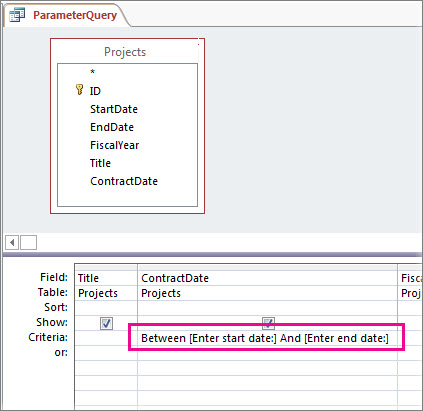 ParameterQuery
Projects
*
ID
StartDate
EndDate
FiscalYear
Title
ContractDate
Field: Title ContractDate Fisca
Table: Projects Projects Proj
Sort:
Show:
Criteria: Between [Enter start date:] And [Enter end date:]
or: